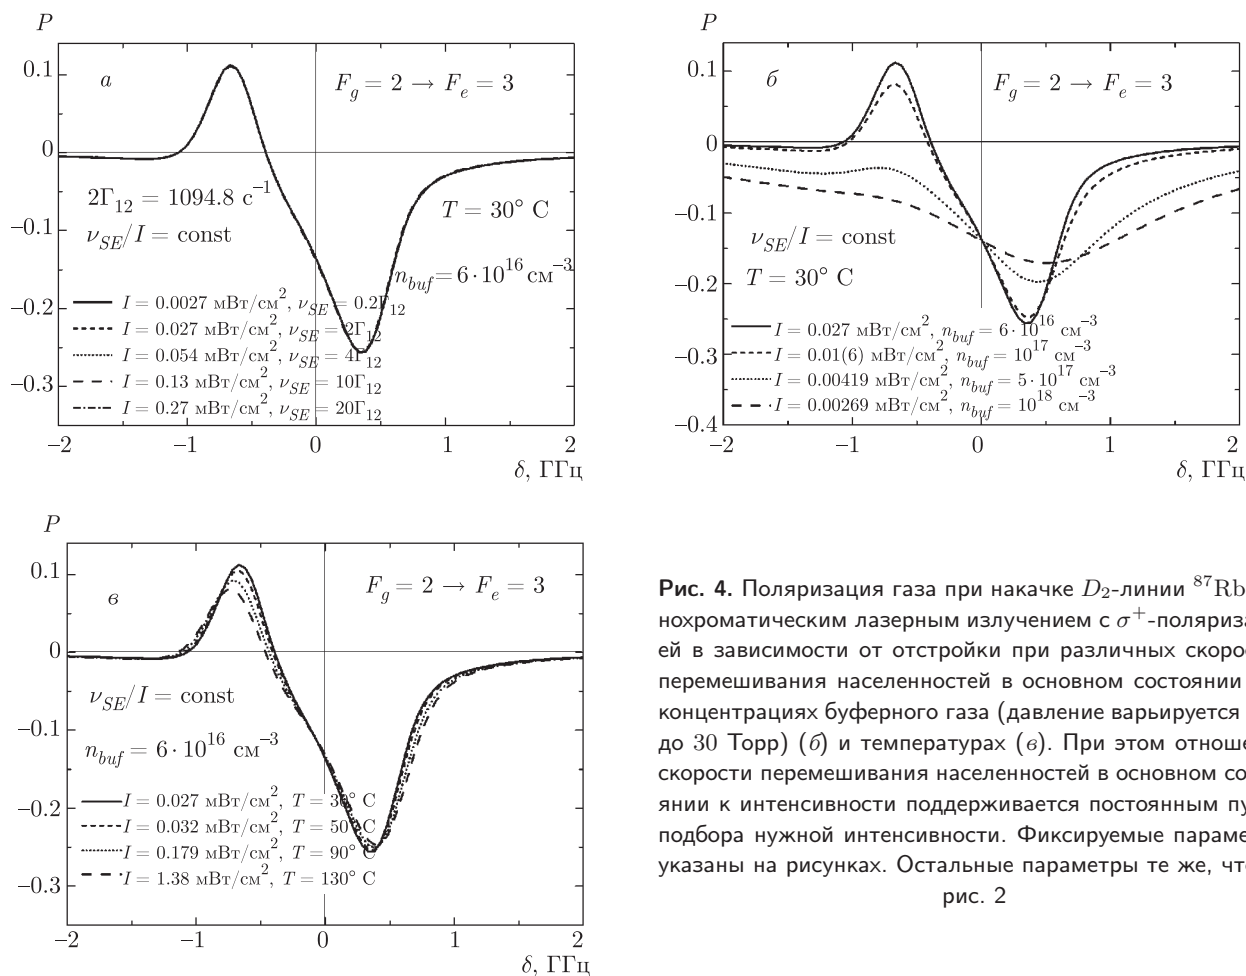 P
0.1
0
−0.1
−0.2
−0.3
−2
−1
0
1
2
δ, ГГц
а
F_g = 2 → F_e = 3
2Γ_12 = 1094.8 с^−1
ν_SE/I = const
T = 30° C
n_buf = 6 · 10^16 см^−3
I = 0.0027 мВт/см^2, ν_SE = 0.2Γ_12
I = 0.027 мВт/см^2, ν_SE = 2Γ_12
I = 0.054 мВт/см^2, ν_SE = 4Γ_12
I = 0.13 мВт/см^2, ν_SE = 10Γ_12
I = 0.27 мВт/см^2, ν_SE = 20Γ_12
P
0.1
0
−0.1
−0.2
−0.3
−0.4
−2
−1
0
1
2
δ, ГГц
б
F_g = 2 → F_e = 3
ν_SE/I = const
T = 30° C
I = 0.027 мВт/см^2, n_buf = 6 · 10^16 см^−3
I = 0.01(6) мВт/см^2, n_buf = 10^17 см^−3
I = 0.00419 мВт/см^2, n_buf = 5 · 10^17 см^−3
I = 0.00269 мВт/см^2, n_buf = 10^18 см^−3
P
0.1
0
−0.1
−0.2
−0.3
−2
−1
0
1
2
δ, ГГц
в
F_g = 2 → F_e = 3
ν_SE/I = const
n_buf = 6 · 10^16 см^−3
I = 0.027 мВт/см^2, T = 30° C
I = 0.032 мВт/см^2, T = 50° C
I = 0.179 мВт/см^2, T = 90° C
I = 1.38 мВт/см^2, T = 130° C
Рис. 4. Поляризация газа при накачке D_2-линии ^87Rb
нохроматическим лазерным излучением с σ^+-поляриза
ей в зависимости от отстройки при различных скорос
перемешивания населенностей в основном состоянии
концентрациях буферного газа (давление варьируется
до 30 Торр) (б) и температурах (в). При этом отноше
скорости перемешивания населенностей в основном со
янии к интенсивности поддерживается постоянным пу
подбора нужной интенсивности. Фиксируемые параме
указаны на рисунках. Остальные параметры те же, что
рис. 2